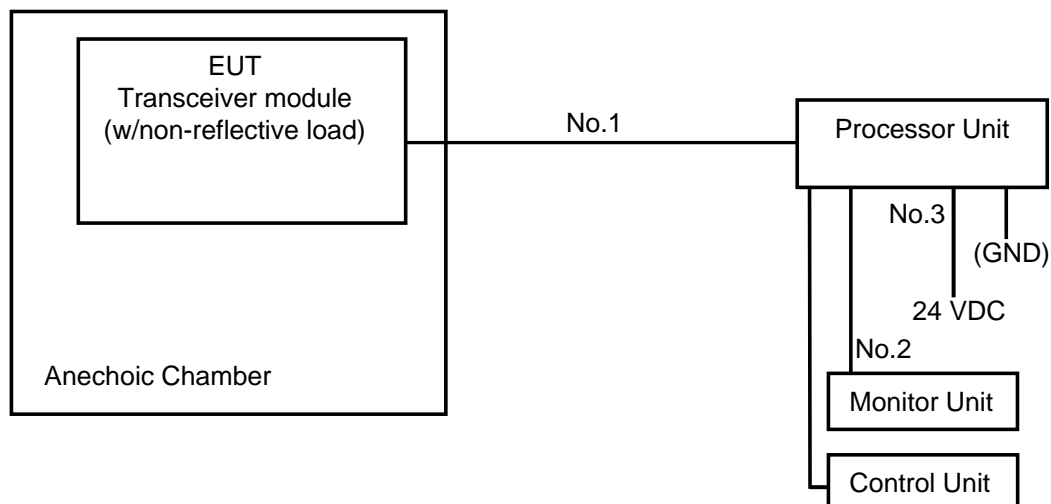 EUT
Transceiver module
(w/non-reflective load)
No.1
Processor Unit
No.3
(GND)
24 VDC
No.2
Anechoic Chamber
Monitor Unit
Control Unit